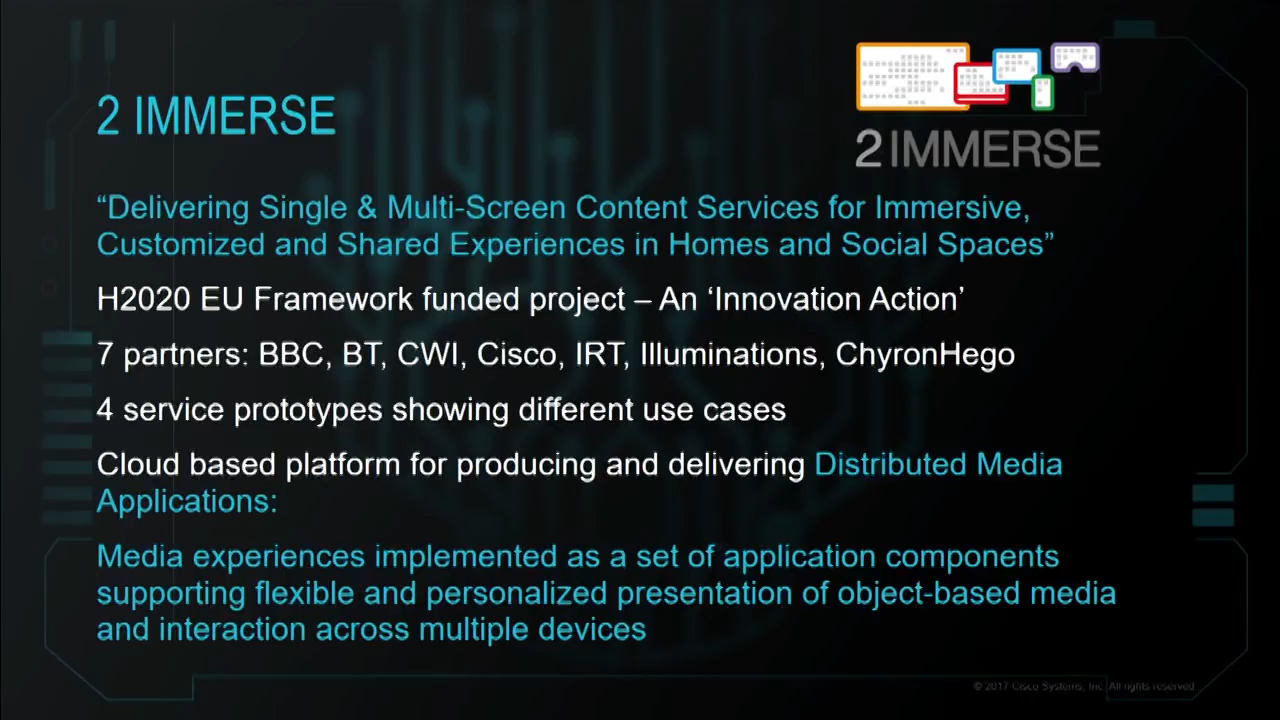 2 IMMERSE
2IMMERSE
“Delivering Single & Multi-Screen Content Services for Immersive,
Customized and Shared Experiences in Homes and Social Spaces”
H2020 EU Framework funded project – An ‘Innovation Action’
7 partners: BBC, BT, CWI, Cisco, IRT, Illuminations, ChyronHego
4 service prototypes showing different use cases
Cloud based platform for producing and delivering Distributed Media
Applications:
Media experiences implemented as a set of application components
supporting flexible and personalized presentation of object-based media
and interaction across multiple devices
© 2017 Cisco Systems, Inc. All rights reserved